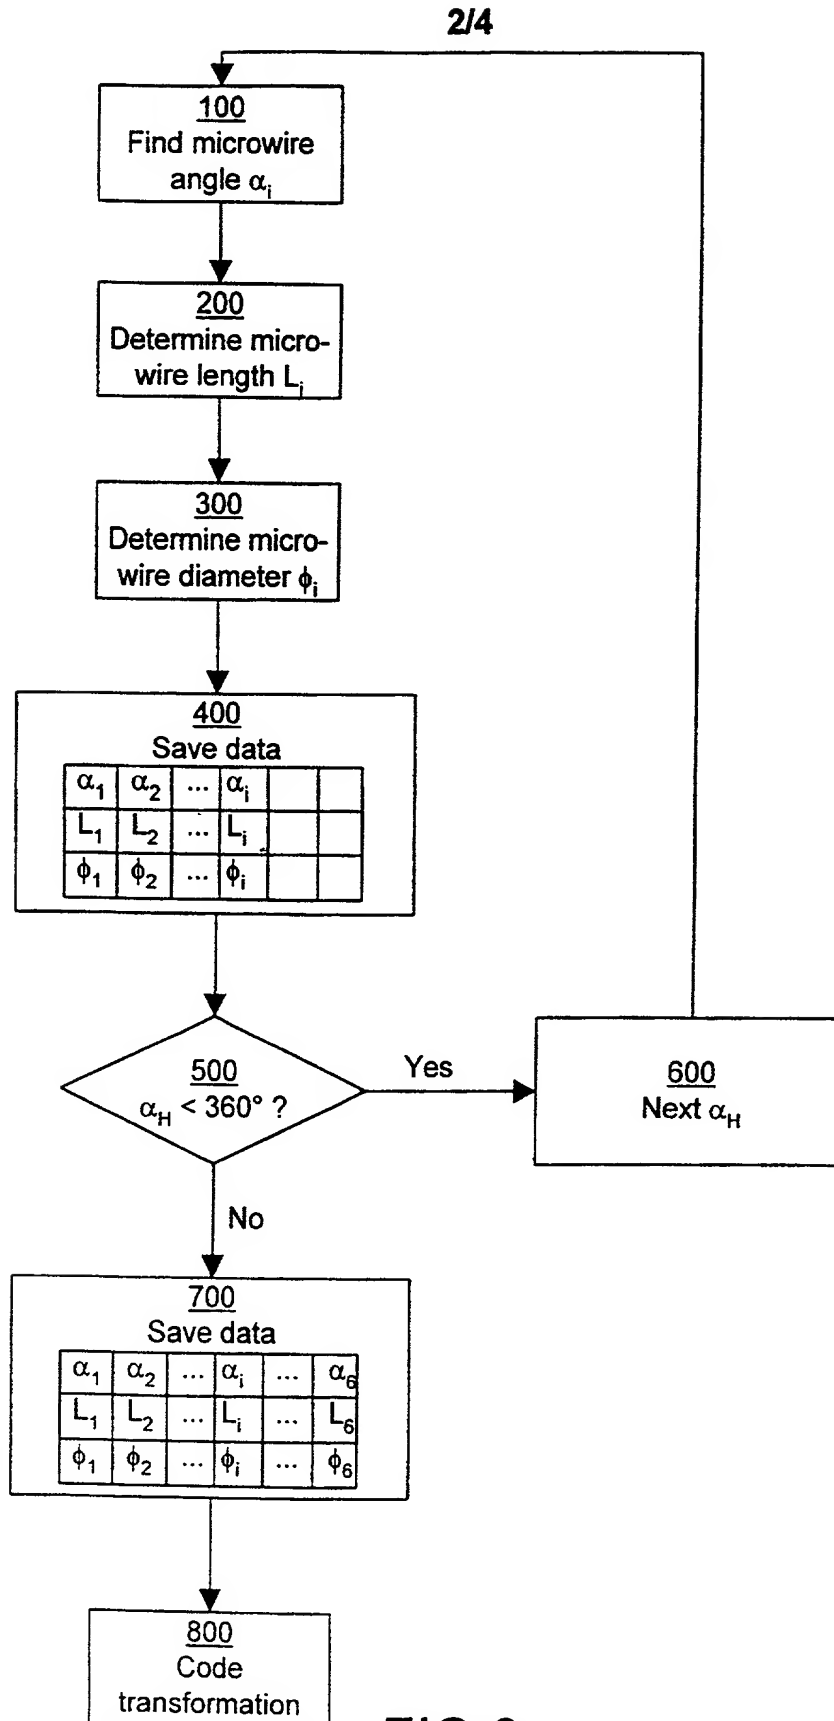 2/4
100
Find microwire
angle αi
200
Determine micro-
wire length Li
300
Determine micro-
wire diameter ϕi
400
Save data
α1 α2 ... αi
L1 L2 ... Li
ϕ1 ϕ2 ... ϕi
500
αH < 360° ?
Yes
600
Next αH
No
700
Save data
α1 α2 ... αi ... α6
L1 L2 ... Li ... L6
ϕ1 ϕ2 ... ϕi ... ϕ6
800
Code
transformation